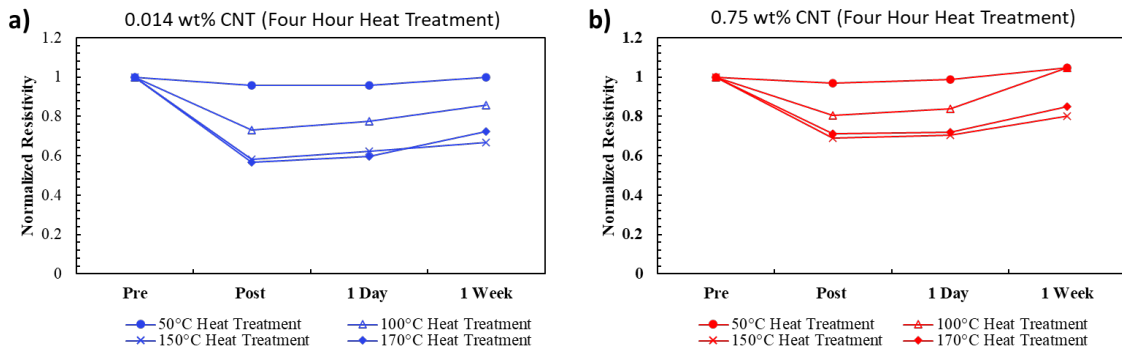 a)
0.014 wt% CNT (Four Hour Heat Treatment)
Normalized Resistivity
1.2
1
0.8
0.6
0.4
0.2
0
Pre Post 1 Day 1 Week
50°C Heat Treatment 100°C Heat Treatment
150°C Heat Treatment 170°C Heat Treatment
b)
0.75 wt% CNT (Four Hour Heat Treatment)
Normalized Resistivity
1.2
1
0.8
0.6
0.4
0.2
0
Pre Post 1 Day 1 Week
50°C Heat Treatment 100°C Heat Treatment
150°C Heat Treatment 170°C Heat Treatment